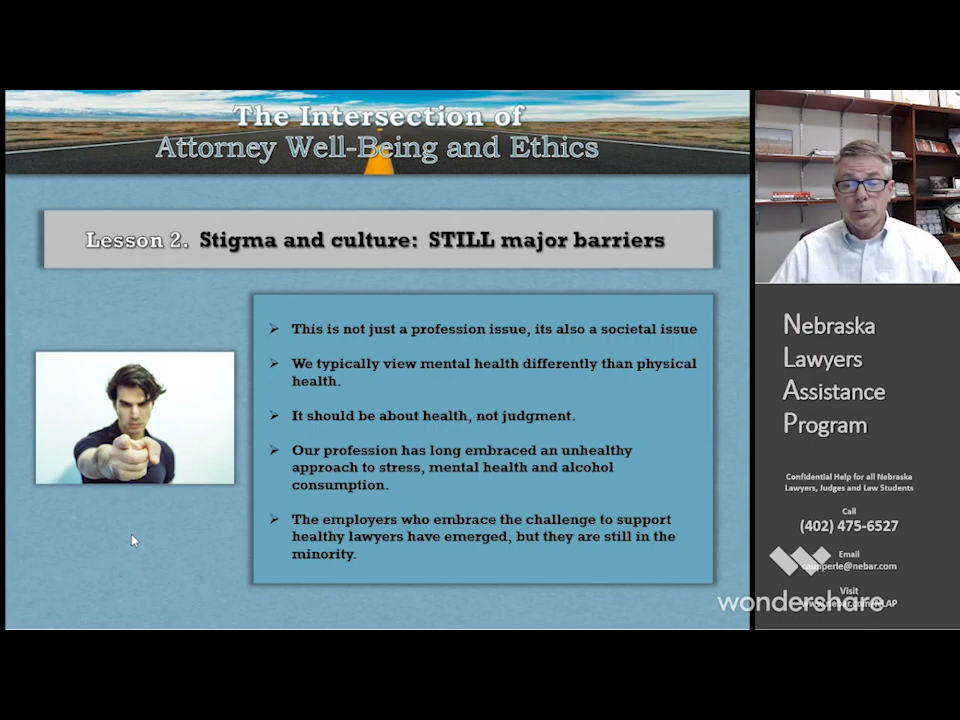 The Intersection of
Attorney Well-Being and Ethics
Lesson 2. Stigma and culture: STILL major barriers
➢ This is not just a profession issue, its also a societal issue
➢ We typically view mental health differently than physical
health.
➢ It should be about health, not judgment.
➢ Our profession has long embraced an unhealthy
approach to stress, mental health and alcohol
consumption.
➢ The employers who embrace the challenge to support
healthy lawyers have emerged, but they are still in the
minority.
Nebraska
Lawyers
Assistance
Program
Confidential Help for all Nebraska
Lawyers, Judges and Law Students
Call
(402) 475-6527
Email
Visit
wondershare